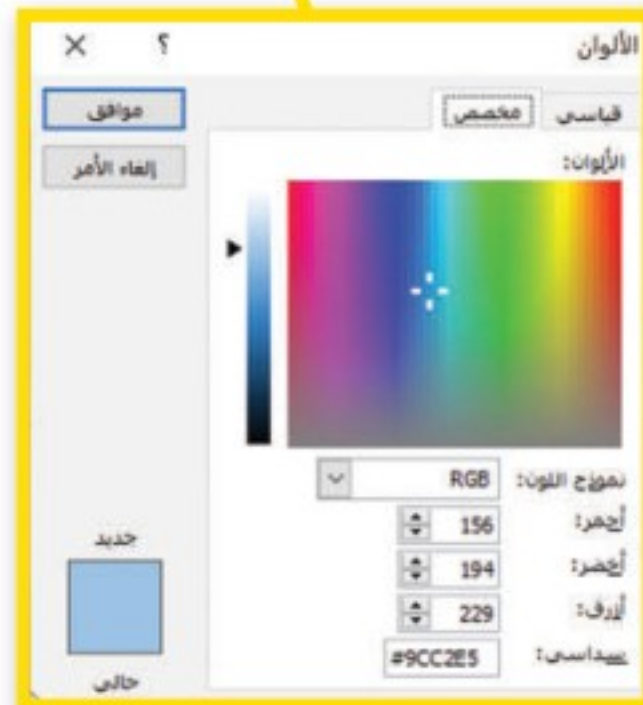 الألوان ؟ ×
قياسي مخصص
موافق
إلغاء الأمر
الألوان:
نموذج اللون: RGB
أحمر: 156
أخضر: 194
أزرق: 229
سداسي: #9CC2E5
جديد
حالي